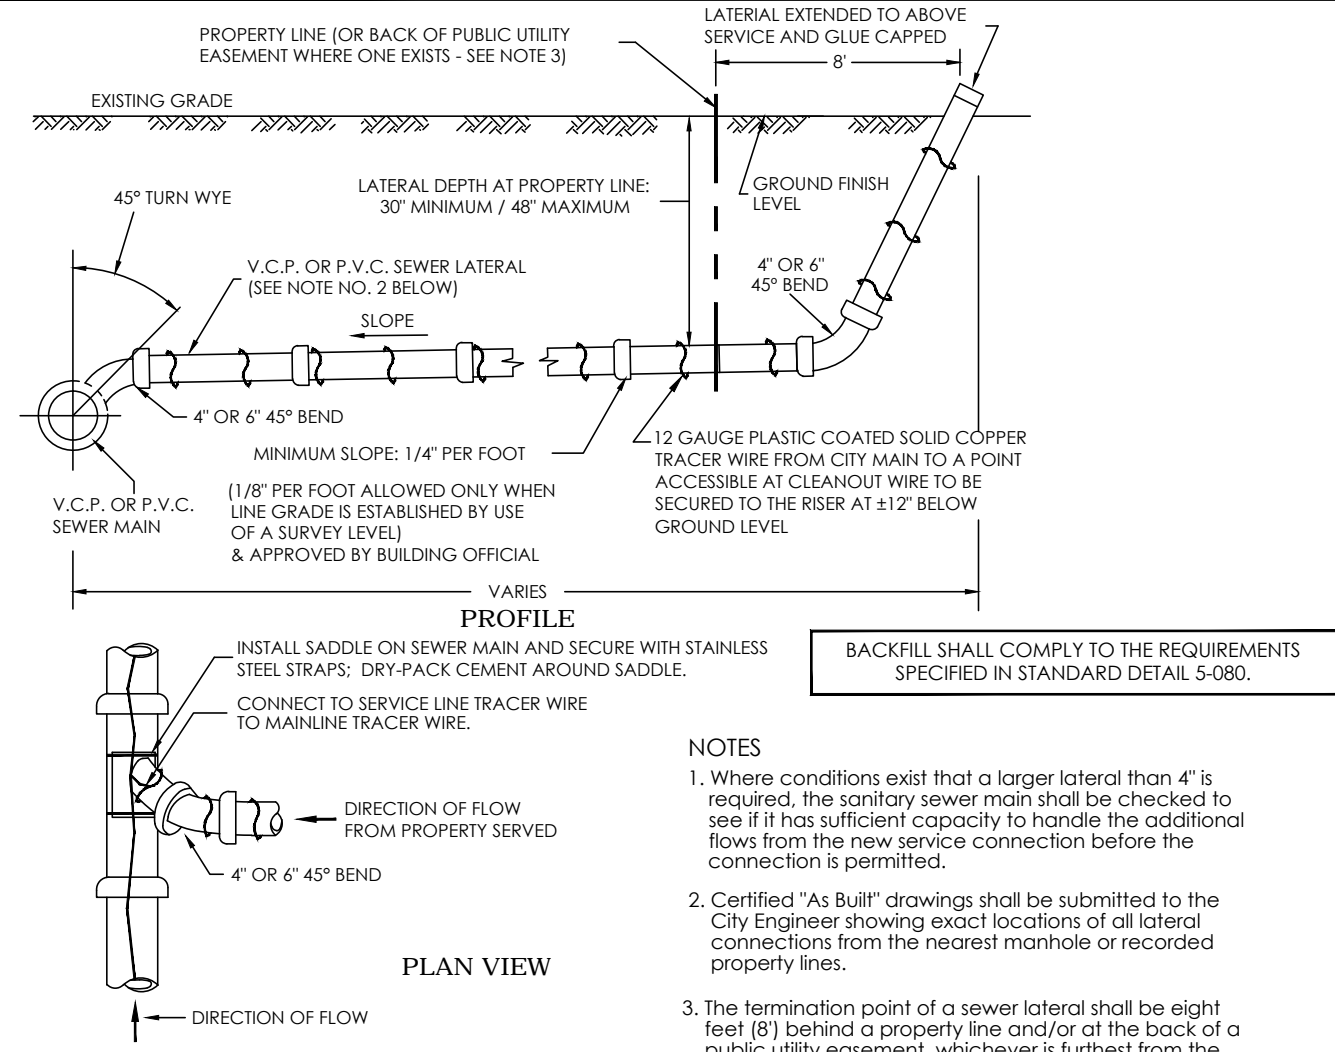 PROPERTY LINE (OR BACK OF PUBLIC UTILITY
EASEMENT WHERE ONE EXISTS - SEE NOTE 3)
LATERIAL EXTENDED TO ABOVE
SERVICE AND GLUE CAPPED
8'
EXISTING GRADE
45° TURN WYE
LATERAL DEPTH AT PROPERTY LINE:
30" MINIMUM / 48" MAXIMUM
GROUND FINISH
LEVEL
V.C.P. OR P.V.C. SEWER LATERAL
(SEE NOTE NO. 2 BELOW)
4" OR 6"
45° BEND
SLOPE
4" OR 6" 45° BEND
MINIMUM SLOPE: 1/4" PER FOOT
(1/8" PER FOOT ALLOWED ONLY WHEN
LINE GRADE IS ESTABLISHED BY USE
OF A SURVEY LEVEL)
& APPROVED BY BUILDING OFFICIAL
12 GAUGE PLASTIC COATED SOLID COPPER
TRACER WIRE FROM CITY MAIN TO A POINT
ACCESSIBLE AT CLEANOUT WIRE TO BE
SECURED TO THE RISER AT ±12" BELOW
GROUND LEVEL
V.C.P. OR P.V.C.
SEWER MAIN
VARIES
PROFILE
INSTALL SADDLE ON SEWER MAIN AND SECURE WITH STAINLESS
STEEL STRAPS; DRY-PACK CEMENT AROUND SADDLE.
CONNECT TO SERVICE LINE TRACER WIRE
TO MAINLINE TRACER WIRE.
DIRECTION OF FLOW
FROM PROPERTY SERVED
4" OR 6" 45° BEND
PLAN VIEW
DIRECTION OF FLOW
BACKFILL SHALL COMPLY TO THE REQUIREMENTS
SPECIFIED IN STANDARD DETAIL 5-080.
NOTES
1. Where conditions exist that a larger lateral than 4" is
required, the sanitary sewer main shall be checked to
see if it has sufficient capacity to handle the additional
flows from the new service connection before the
connection is permitted.
2. Certified "As Built" drawings shall be submitted to the
City Engineer showing exact locations of all lateral
connections from the nearest manhole or recorded
property lines.
3. The termination point of a sewer lateral shall be eight
feet (8') behind a property line and/or at the back of a
public utility easement, whichever is furthest from the